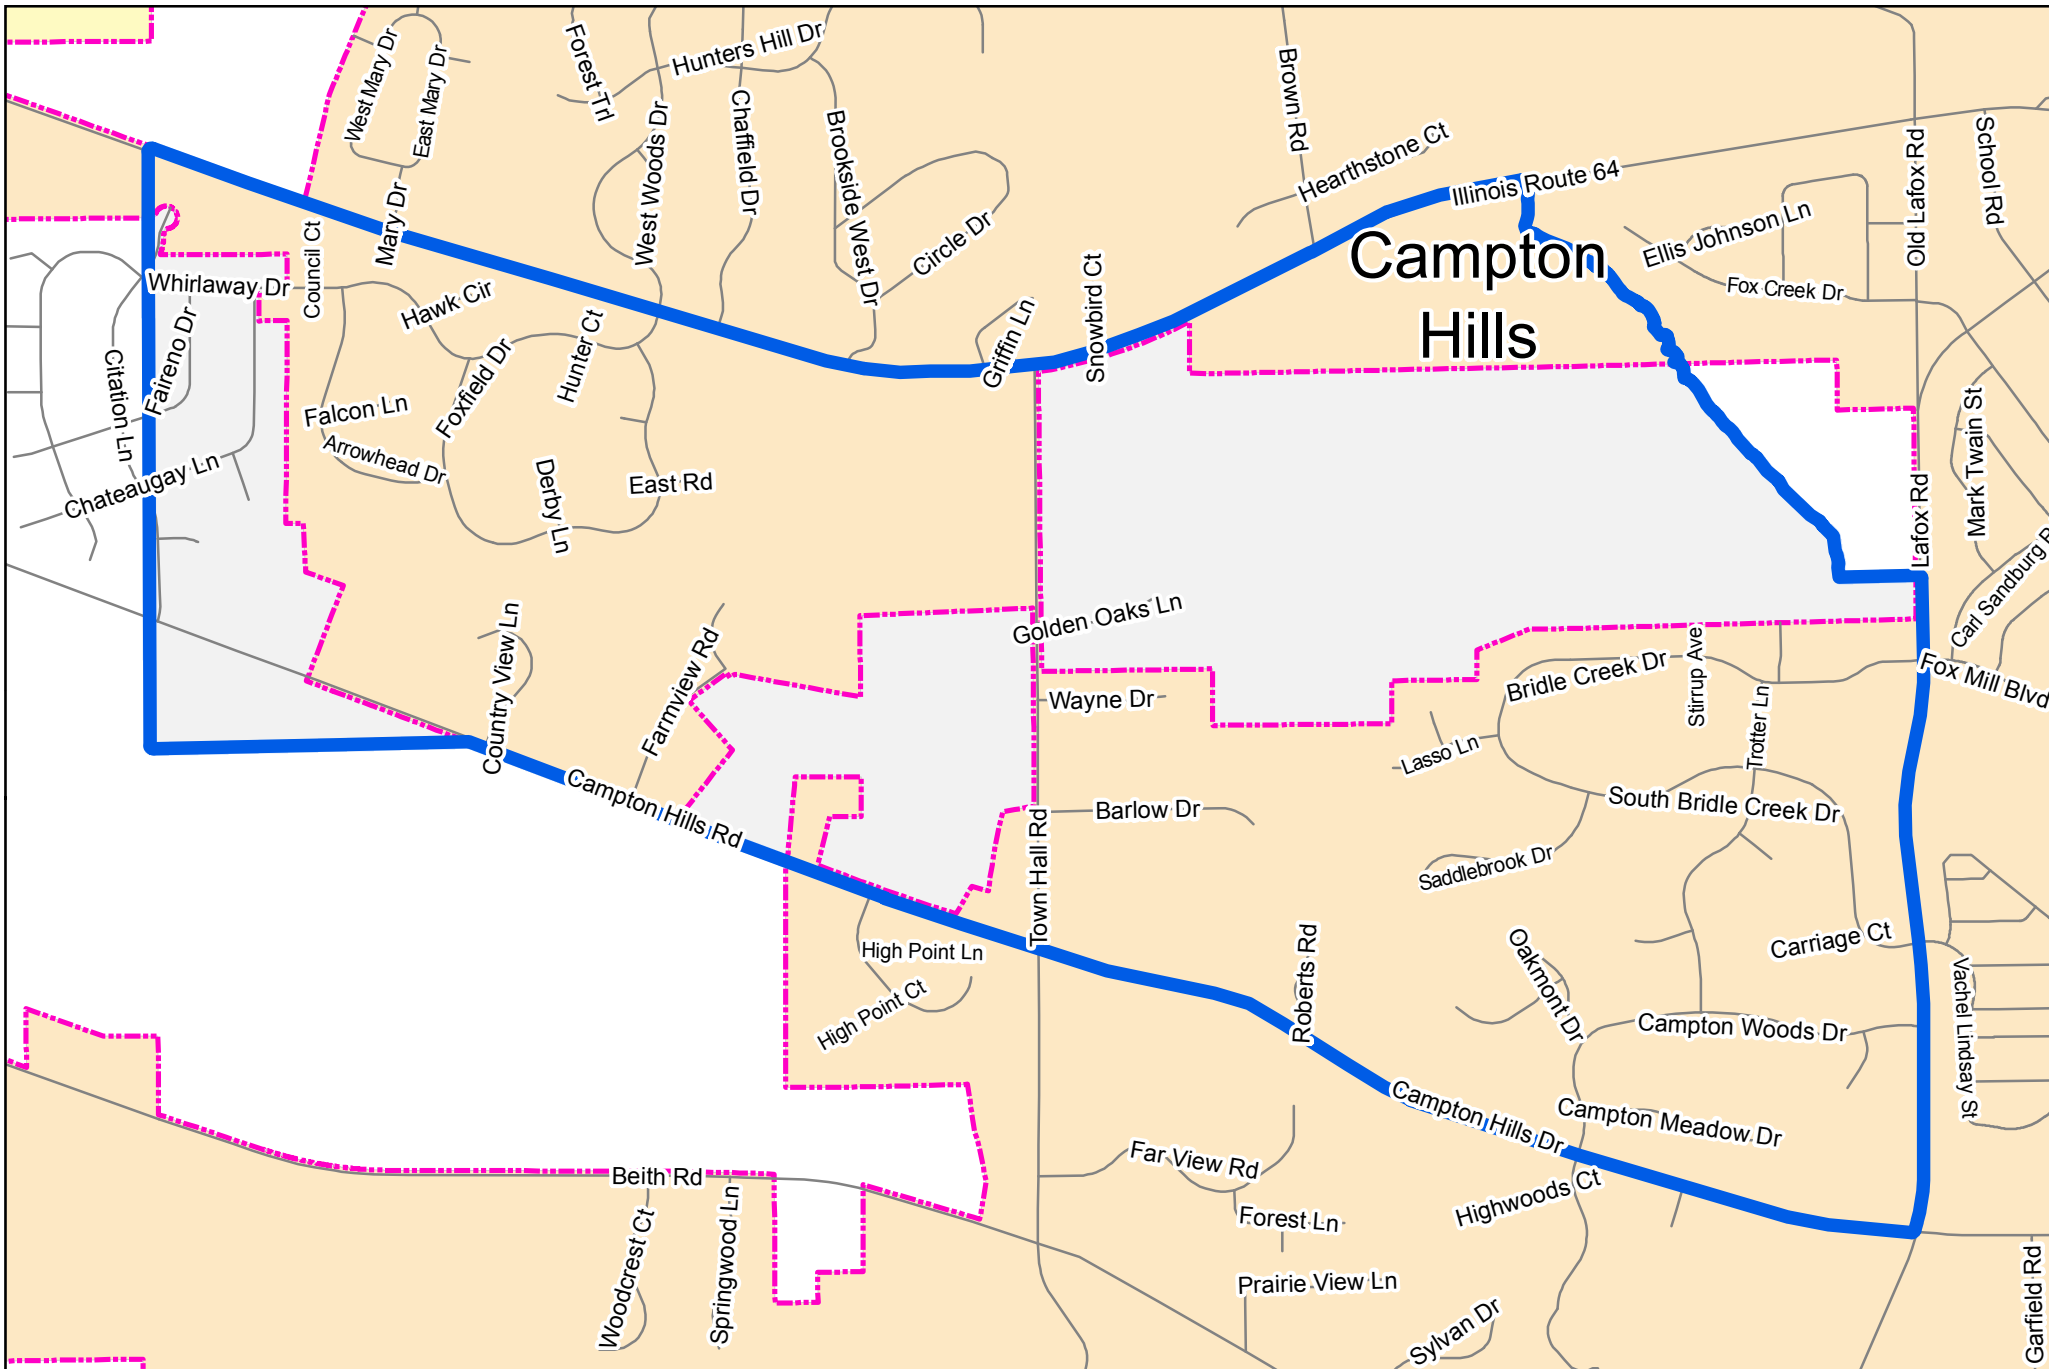 West Mary Dr
East Mary Dr
Forest Trl
Hunters Hill Dr
West Woods Dr
Chaffield Dr
Brookside West Dr
Circle Dr
Brown Rd
Hearthstone Ct
Illinois Route 64
Old Lafox Rd
School Rd
Ellis Johnson Ln
Fox Creek Dr
Campton
Hills
Mary Dr
Council Ct
Whirlaway Dr
Hawk Cir
Faireno Dr
Citation Ln
Chateaugay Ln
Falcon Ln
Arrowhead Dr
Foxfield Dr
Hunter Ct
Derby Ln
East Rd
Griffin Ln
Snowbird Ct
Mark Twain St
Lafox Rd
Carl Sandburg R
Golden Oaks Ln
Country View Ln
Farmview Rd
Wayne Dr
Bridle Creek Dr
Stirrup Ave
Trotter Ln
Fox Mill Blvd
Lasso Ln
Campton Hills Rd
Barlow Dr
Town Hall Rd
South Bridle Creek Dr
Saddlebrook Dr
High Point Ln
High Point Ct
Roberts Rd
Oakmont Dr
Carriage Ct
Vachel Lindsay St
Campton Woods Dr
Campton Hills Dr
Campton Meadow Dr
Beith Rd
Far View Rd
Highwoods Ct
Forest Ln
Woodcrest Ct
Springwood Ln
Prairie View Ln
Sylvan Dr
Garfield Rd